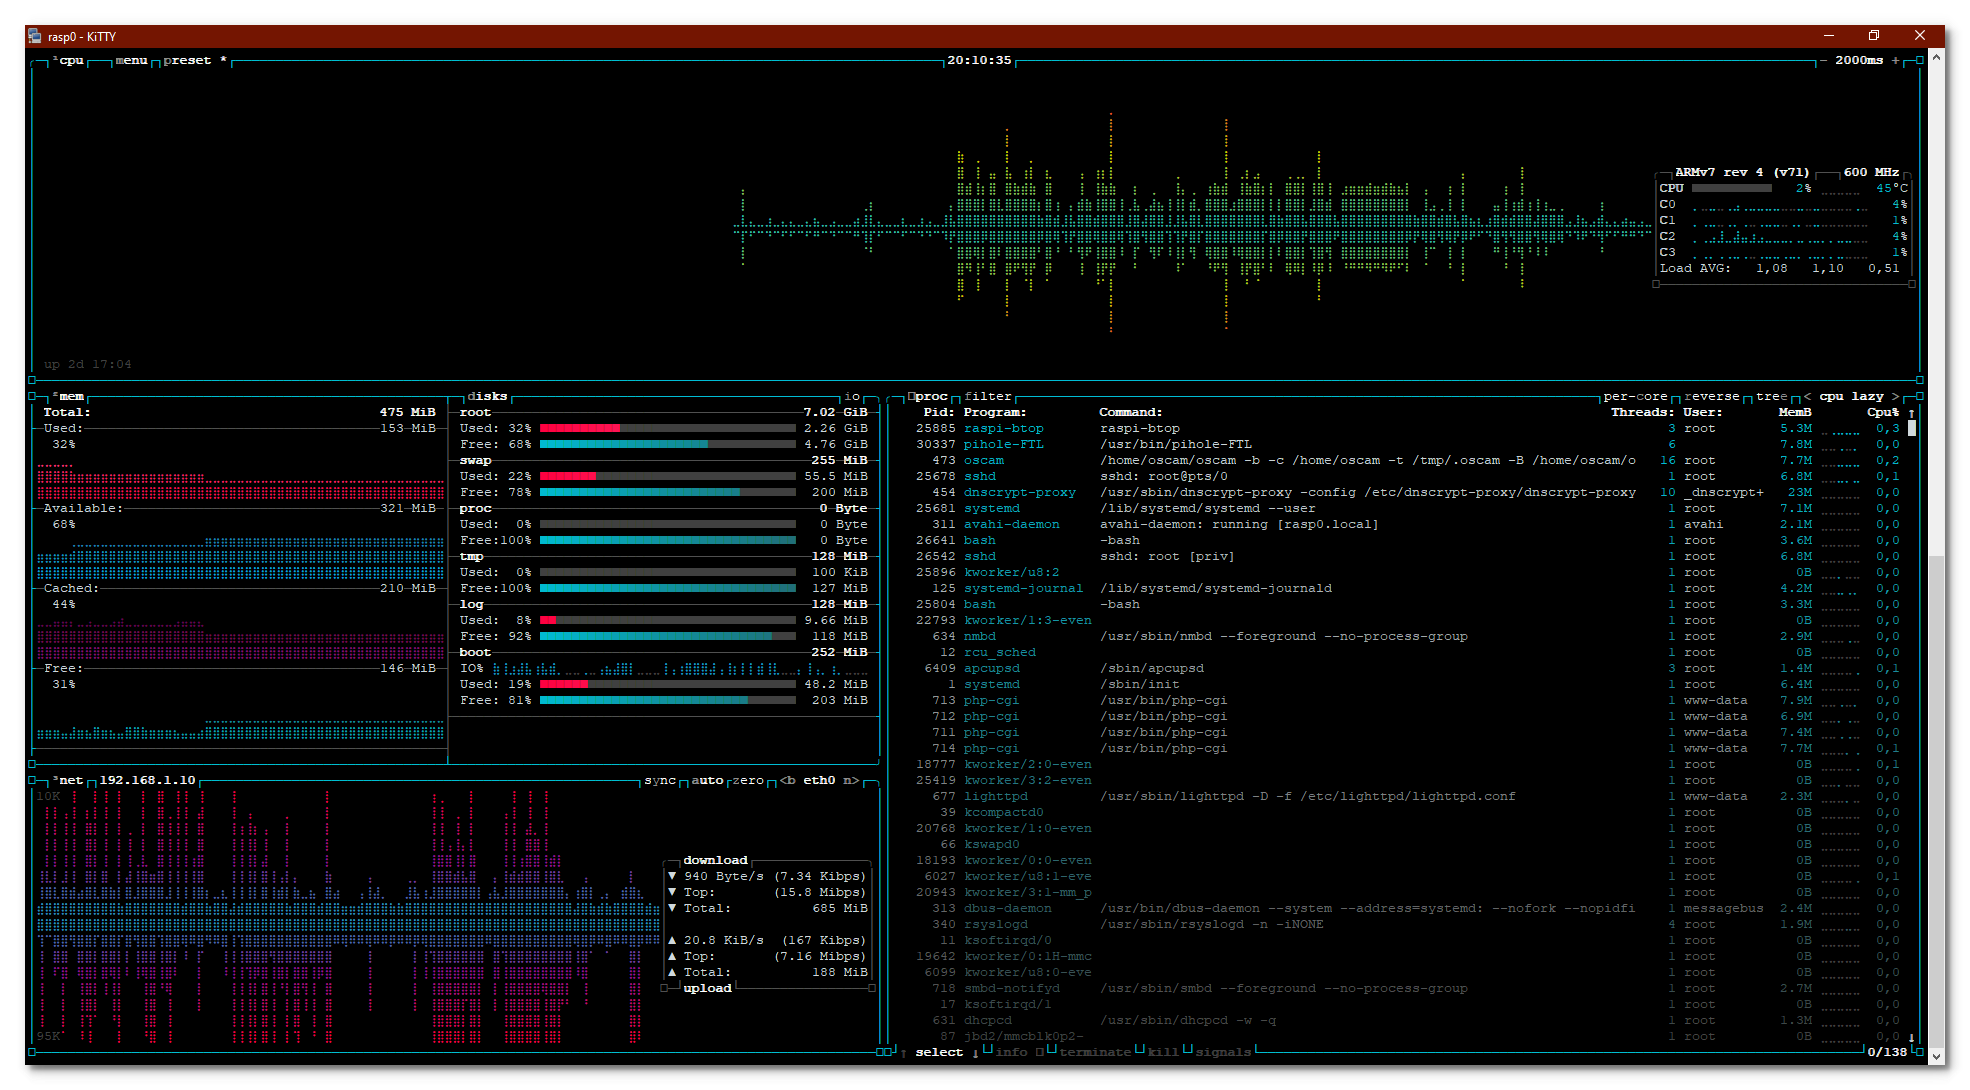 rasp0 - KiTTY
¹cpu menu preset * 20:10:35 - 2000ms +
ARMv7 rev 4 (v7l) 600 MHz
CPU 2% 45°C
C0 4%
C1 1%
C2 4%
C3 1%
Load AVG: 1,08 1,10 0,51
up 2d 17:04
²mem
Total: 475 MiB
Used: 153 MiB
32%
Available: 321 MiB
68%
Cached: 210 MiB
44%
Free: 146 MiB
31%
disks io
root 7.02 GiB
Used: 32% 2.26 GiB
Free: 68% 4.76 GiB
swap 255 MiB
Used: 22% 55.5 MiB
Free: 78% 200 MiB
proc 0 Byte
Used: 0% 0 Byte
Free:100% 0 Byte
tmp 128 MiB
Used: 0% 100 KiB
Free:100% 127 MiB
log 128 MiB
Used: 8% 9.66 MiB
Free: 92% 118 MiB
boot 252 MiB
IO%
Used: 19% 48.2 MiB
Free: 81% 203 MiB
³net 192.168.1.10 sync auto zero <b eth0 n>
10K
download
▼ 940 Byte/s (7.34 Kibps)
▼ Top: (15.8 Mibps)
▼ Total: 685 MiB
▲ 20.8 KiB/s (167 Kibps)
▲ Top: (7.16 Mibps)
▲ Total: 188 MiB
upload
95K
proc filter per-core reverse tree < cpu lazy >
Pid: Program: Command: Threads: User: MemB Cpu% ↑
25885 raspi-btop raspi-btop 3 root 5.3M 0,3
30337 pihole-FTL /usr/bin/pihole-FTL 6 7.8M 0,0
473 oscam /home/oscam/oscam -b -c /home/oscam -t /tmp/.oscam -B /home/oscam/o 16 root 7.7M 0,2
25678 sshd sshd: root@pts/0 1 root 6.8M 0,1
454 dnscrypt-proxy /usr/sbin/dnscrypt-proxy -config /etc/dnscrypt-proxy/dnscrypt-proxy 10 _dnscrypt+ 23M 0,0
25681 systemd /lib/systemd/systemd --user 1 root 7.1M 0,0
311 avahi-daemon avahi-daemon: running [rasp0.local] 1 avahi 2.1M 0,0
26641 bash -bash 1 root 3.6M 0,0
26542 sshd sshd: root [priv] 1 root 6.8M 0,0
25896 kworker/u8:2 1 root 0B 0,0
125 systemd-journal /lib/systemd/systemd-journald 1 root 4.2M 0,0
25804 bash -bash 1 root 3.3M 0,0
22793 kworker/1:3-even 1 root 0B 0,0
634 nmbd /usr/sbin/nmbd --foreground --no-process-group 1 root 2.9M 0,0
12 rcu_sched 1 root 0B 0,0
6409 apcupsd /sbin/apcupsd 3 root 1.4M 0,1
1 systemd /sbin/init 1 root 6.4M 0,0
713 php-cgi /usr/bin/php-cgi 1 www-data 7.9M 0,0
712 php-cgi /usr/bin/php-cgi 1 www-data 6.9M 0,0
711 php-cgi /usr/bin/php-cgi 1 www-data 7.4M 0,0
714 php-cgi /usr/bin/php-cgi 1 www-data 7.7M 0,1
18777 kworker/2:0-even 1 root 0B 0,1
25419 kworker/3:2-even 1 root 0B 0,0
677 lighttpd /usr/sbin/lighttpd -D -f /etc/lighttpd/lighttpd.conf 1 www-data 2.3M 0,0
39 kcompactd0 1 root 0B 0,0
20768 kworker/1:0-even 1 root 0B 0,0
66 kswapd0 1 root 0B 0,0
18193 kworker/0:0-even 1 root 0B 0,0
6027 kworker/u8:1-eve 1 root 0B 0,1
20943 kworker/3:1-mm_p 1 root 0B 0,0
313 dbus-daemon /usr/bin/dbus-daemon --system --address=systemd: --nofork --nopidfi 1 messagebus 2.4M 0,0
340 rsyslogd /usr/sbin/rsyslogd -n -iNONE 4 root 1.9M 0,0
11 ksoftirqd/0 1 root 0B 0,0
19642 kworker/0:1H-mmc 1 root 0B 0,0
6099 kworker/u8:0-eve 1 root 0B 0,0
718 smbd-notifyd /usr/sbin/smbd --foreground --no-process-group 1 root 2.7M 0,0
17 ksoftirqd/1 1 root 0B 0,0
631 dhcpcd /usr/sbin/dhcpcd -w -q 1 root 1.3M 0,0
87 jbd2/mmcblk0p2- 1 root 0B 0,0 ↓
↑ select ↓ info terminate kill signals 0/138